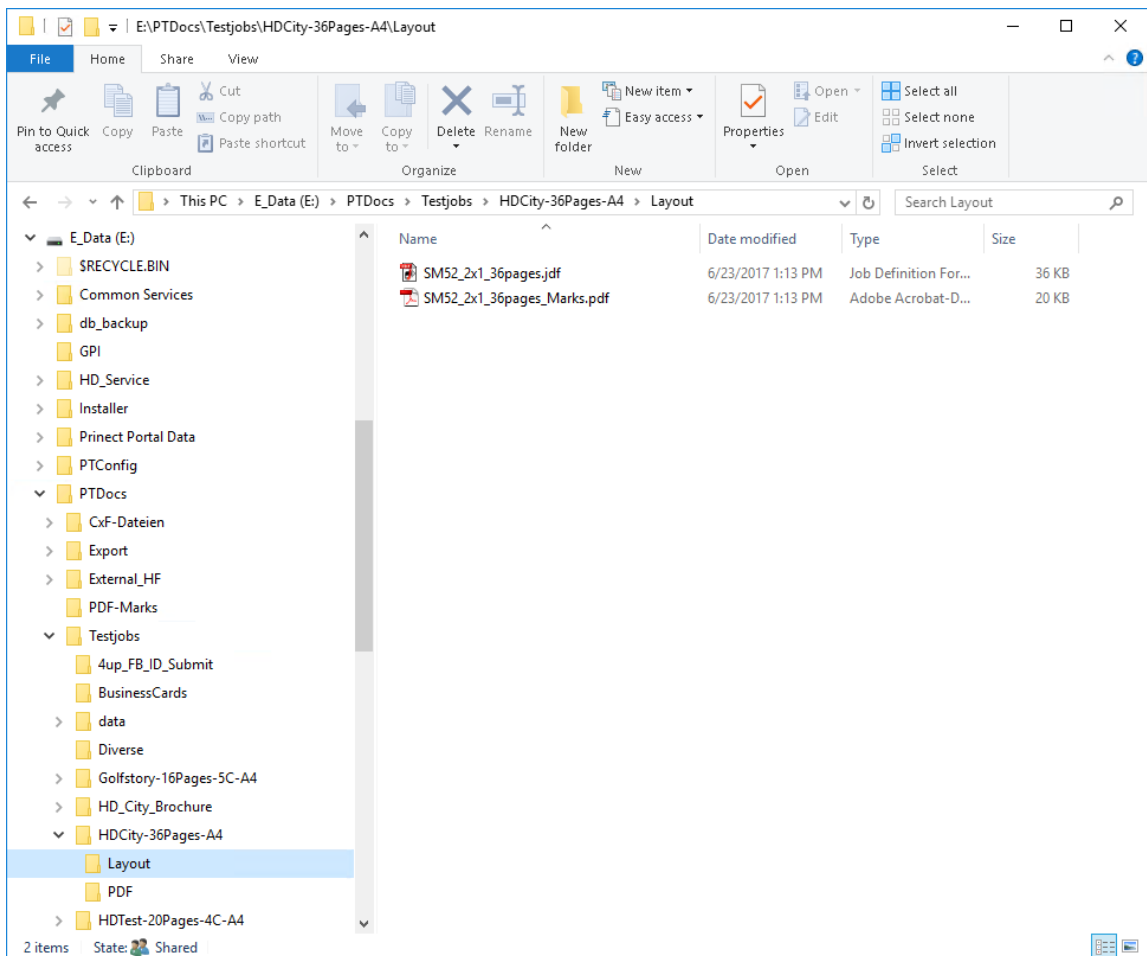 E:\PTDocs\Testjobs\HDCity-36Pages-A4\Layout
File Home Share View
Pin to Quick access
Copy
Paste
Cut
Copy path
Paste shortcut
Move to
Copy to
Delete
Rename
New folder
New item
Easy access
Properties
Open
Edit
Select all
Select none
Invert selection
Clipboard Organize New Open Select
This PC > E_Data (E:) > PTDocs > Testjobs > HDCity-36Pages-A4 > Layout
Search Layout
E_Data (E:)
$RECYCLE.BIN
Common Services
db_backup
GPI
HD_Service
Installer
Prinect Portal Data
PTConfig
PTDocs
CxF-Dateien
Export
External_HF
PDF-Marks
Testjobs
4up_FB_ID_Submit
BusinessCards
data
Diverse
Golfstory-16Pages-5C-A4
HD_City_Brochure
HDCity-36Pages-A4
Layout
PDF
HDTest-20Pages-4C-A4
Name Date modified Type Size
SM52_2x1_36pages.jdf 6/23/2017 1:13 PM Job Definition For... 36 KB
SM52_2x1_36pages_Marks.pdf 6/23/2017 1:13 PM Adobe Acrobat-D... 20 KB
2 items State: Shared